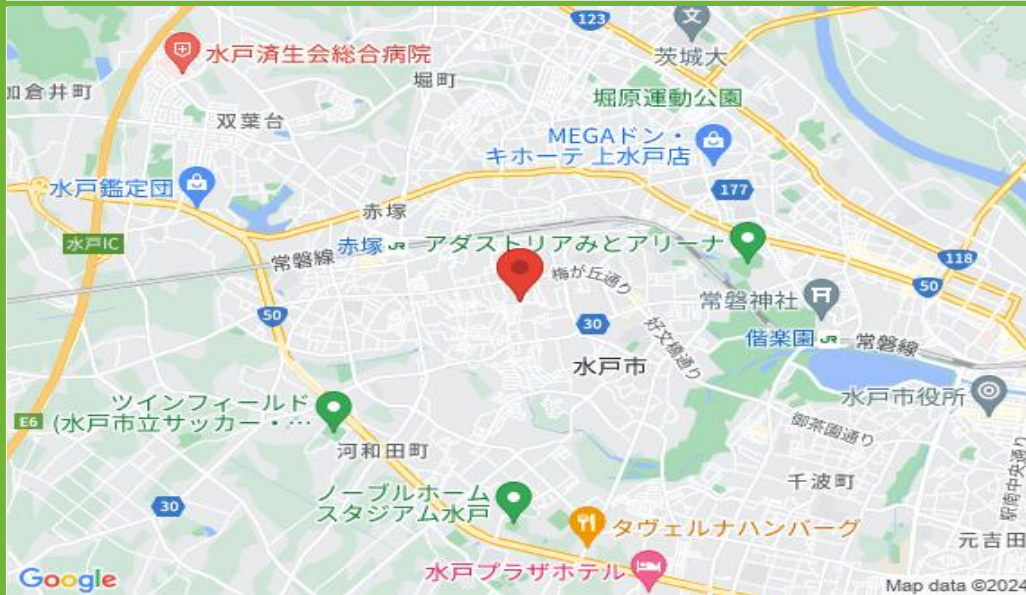 123
文
茨城大
水戸済生会総合病院
堀町
加倉井町
堀原運動公園
双葉台
MEGAドン・
キホーテ 上水戸店
水戸鑑定団
177
赤塚
水戸IC
赤塚 JR
アダストリアみとアリーナ
常磐線
118
梅が丘通り
50
常磐神社
50
30
好文橋通り
偕楽園 JR
常磐線
水戸市
水戸市役所
ツインフィールド
(水戸市立サッカー・…
E6
御茶園通り
河和田町
千波町
駅南中央通り
ノーブルホーム
スタジアム水戸
30
タヴェルナハンバーグ
元吉田
水戸プラザホテル
Google
Map data ©2024